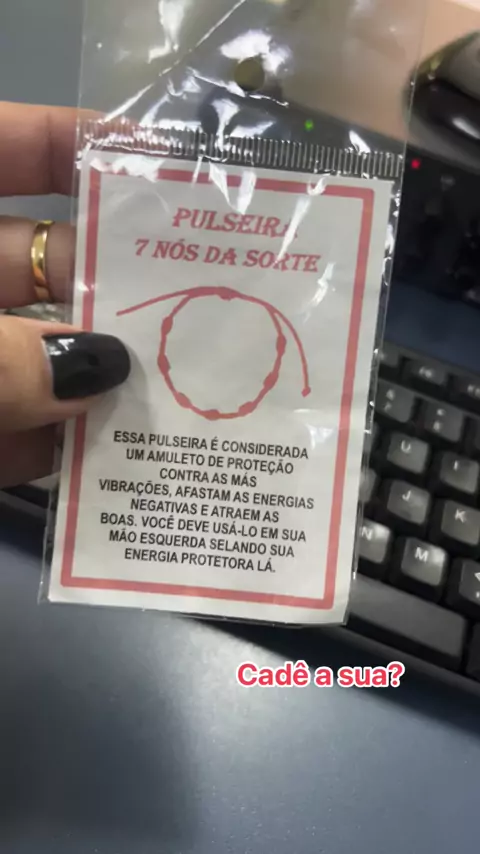 PULSEIRA
7 NÓS DA SORTE
ESSA PULSEIRA É CONSIDERADA
UM AMULETO DE PROTEÇÃO
CONTRA AS MÁS
VIBRAÇÕES, AFASTAM AS ENERGIAS
NEGATIVAS E ATRAEM AS
BOAS. VOCÊ DEVE USÁ-LO EM SUA
MÃO ESQUERDA SELANDO SUA
ENERGIA PROTETORA LÁ.
U I
J K
N M
Cadê a sua?